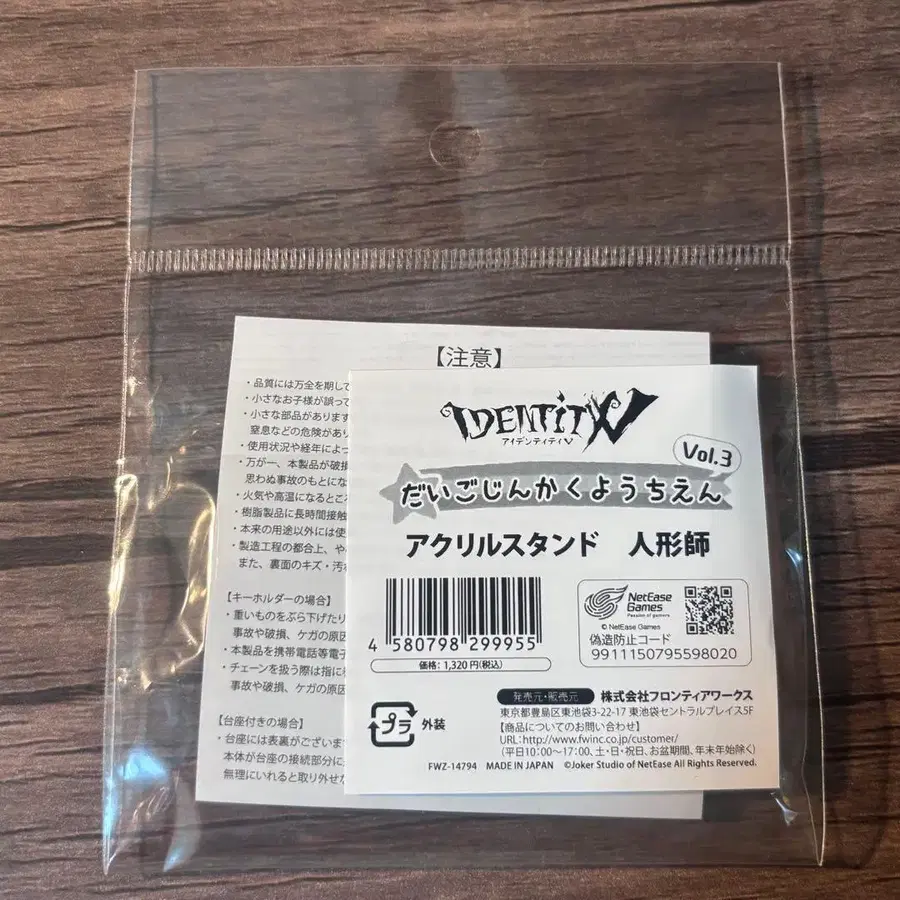 【注意】
・品質には万全を期して
・小さなお子様が誤って
・小さな部品があります
窒息などの危険があり
・使用状況や経年によっ
・万が一、本製品が破損
思わぬ事故のもとにな
・火気や高温になるところ
・樹脂製品に長時間接触
・本来の用途以外には使
・製造工程の都合上、や
また、裏面のキズ・汚
【キーホルダーの場合】
・重いものをぶら下げたり
事故や破損、ケガの原因
・本製品を携帯電話等電子
・チェーンを扱う際は指に
事故や破損、ケガの原因
【台座付きの場合】
・台座には表裏がございます
本体が台座の接続部分に
無理にいれると取り外せな
IDENTITY V
アイデンティティV
Vol.3
だいごじんかくようちえん
アクリルスタンド 人形師
4 580798 299955
価格：1,320円(税込)
NetEase Games
Passion of gamers
© NetEase Games
偽造防止コード
9911150795598020
プラ 外装
発売元・販売元 株式会社フロンティアワークス
東京都豊島区東池袋3-22-17 東池袋セントラルプレイス5F
【商品についてのお問い合わせ】
URL:http://www.fwinc.co.jp/customer/
(平日10：00～17：00、土・日・祝日、お盆期間、年末年始除く)
FWZ-14794 MADE IN JAPAN ©Joker Studio of NetEase All Rights Reserved.